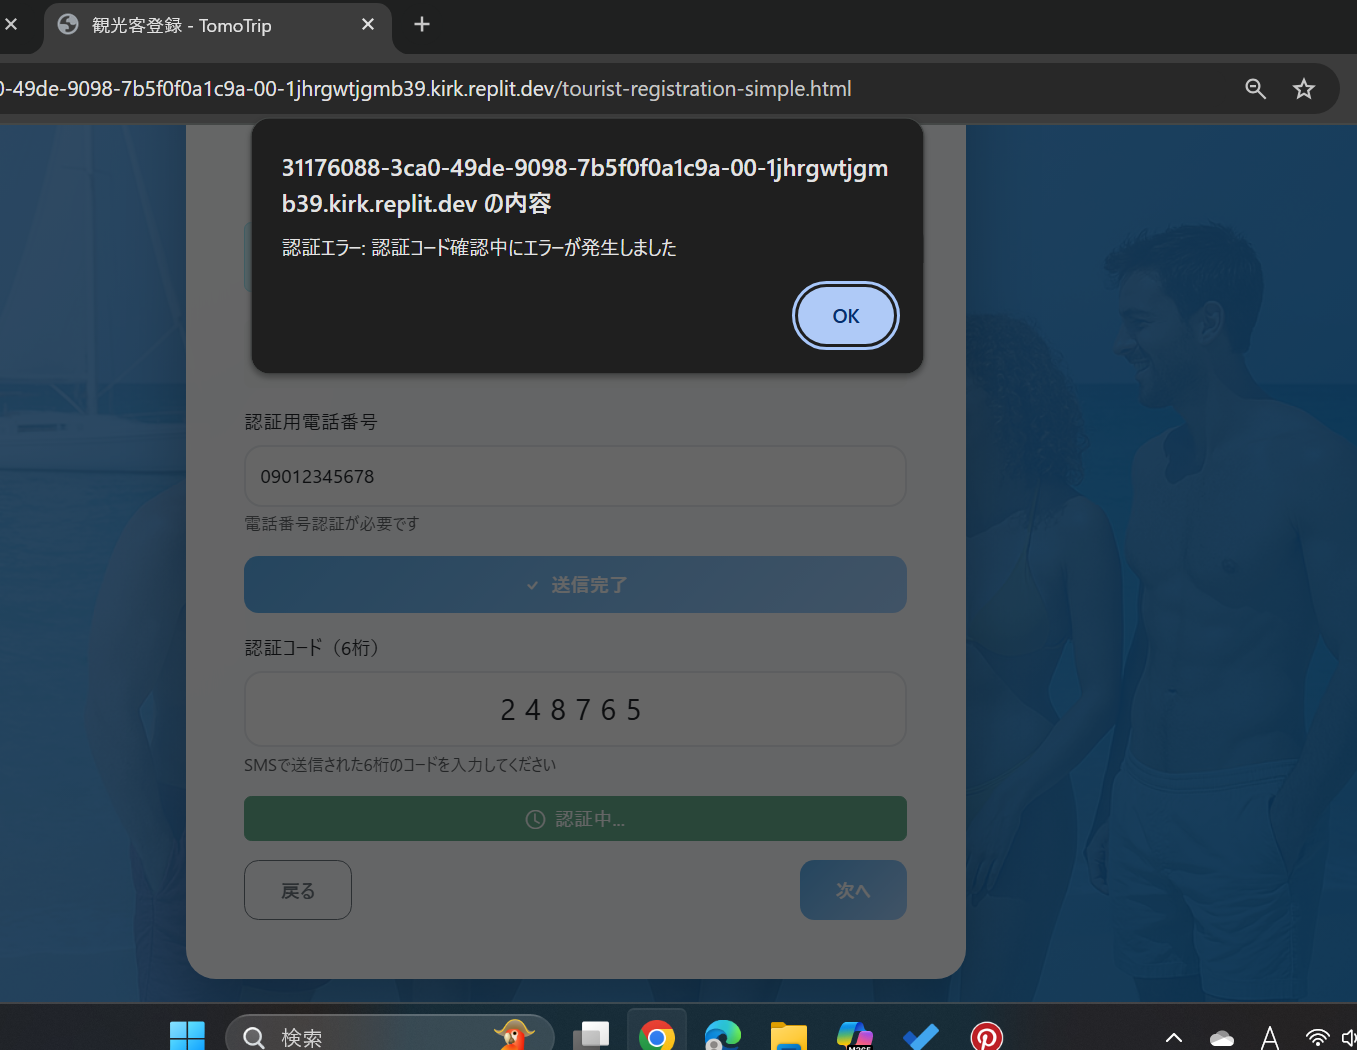 観光客登録 - TomoTrip
0-49de-9098-7b5f0f0a1c9a-00-1jhrgwtjgmb39.kirk.replit.dev/tourist-registration-simple.html
31176088-3ca0-49de-9098-7b5f0f0a1c9a-00-1jhrgwtjgm
b39.kirk.replit.dev の内容
認証エラー: 認証コード確認中にエラーが発生しました
OK
認証用電話番号
09012345678
電話番号認証が必要です
送信完了
認証コード（6桁）
248765
SMSで送信された6桁のコードを入力してください
認証中...
戻る
次へ
検索
M365
A